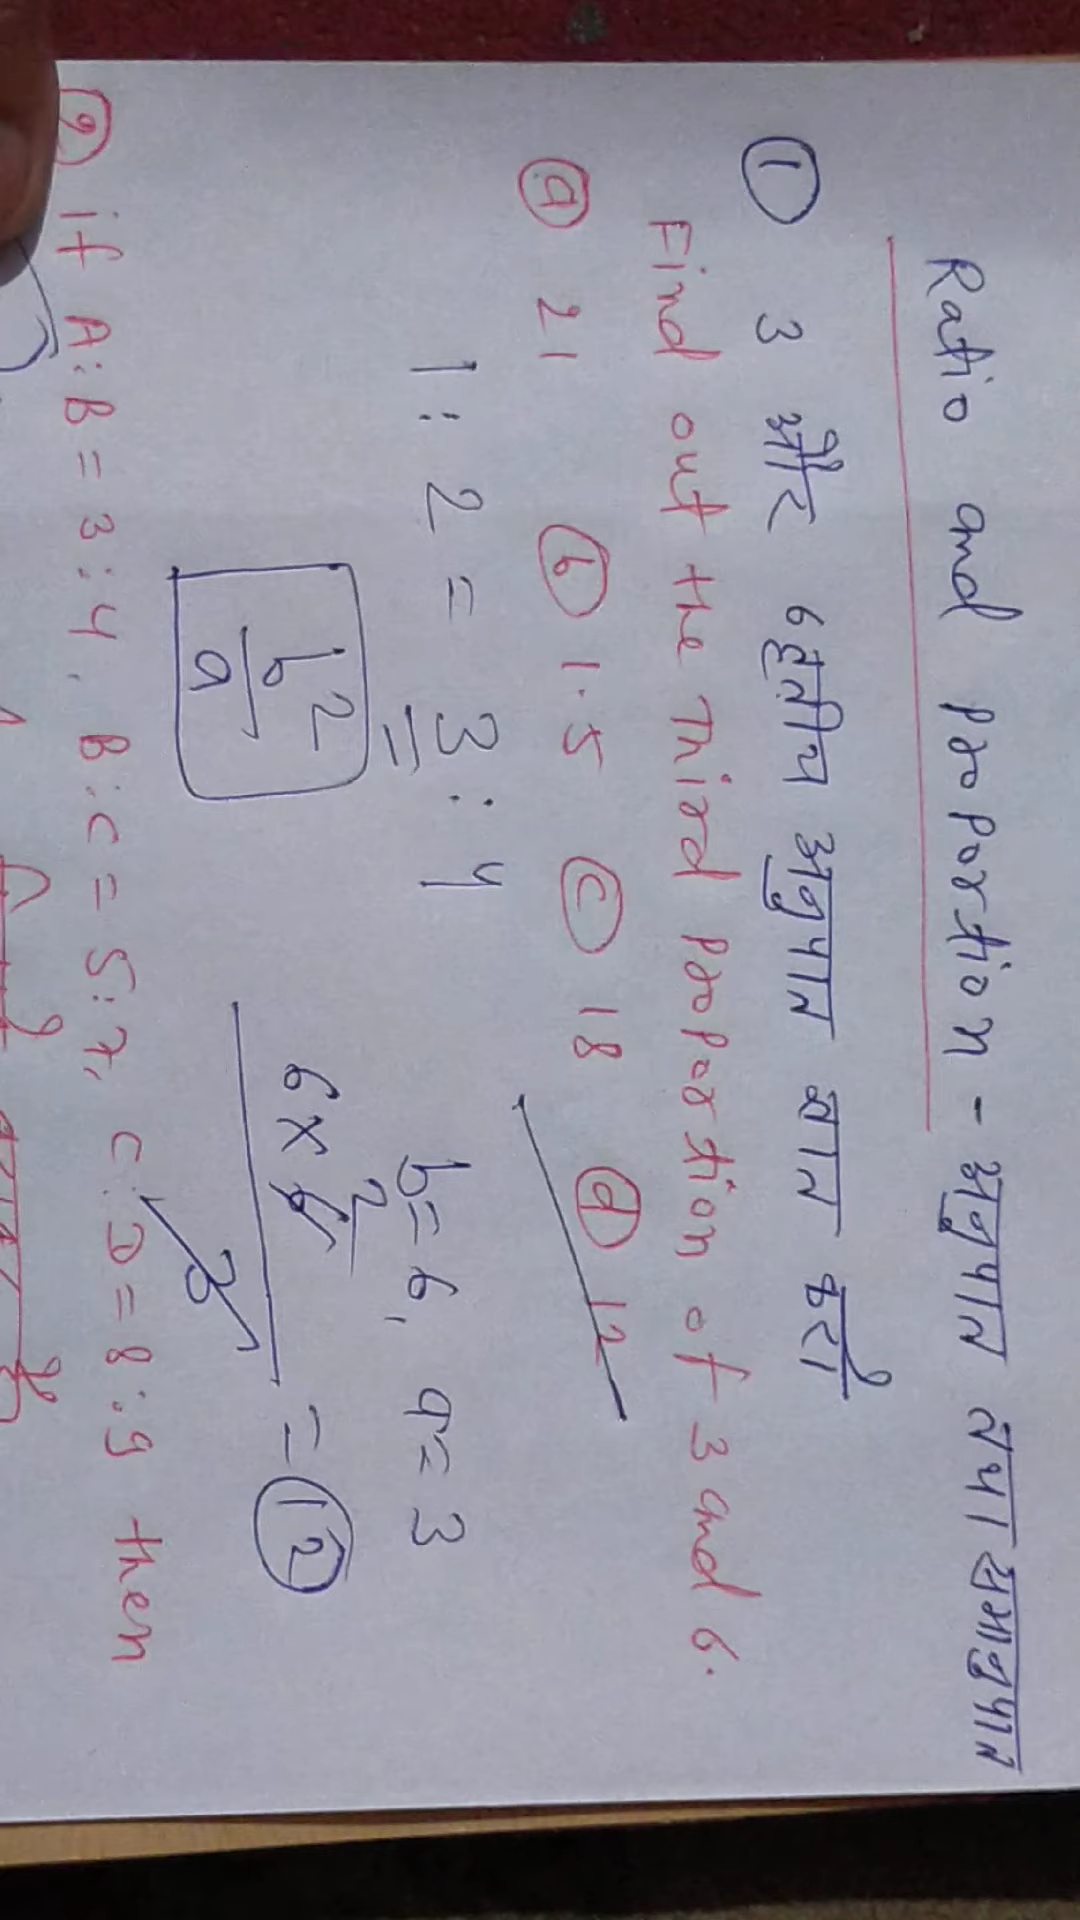 Ratio and proportion - अनुपात तथा समानुपात
① 3 और 6 तृतीय अनुपात ज्ञात करो
Find out the Third proportion of 3 and 6.
ⓐ 21 ⓑ 1.5 ⓒ 18 ⓓ 12
1 : 2 = 3 : 4
b = 6, a = 3
b²/a
6 × 6 2
3
= 12
② if A:B = 3:4, B:C = 5:7, C:D = 8:9 then